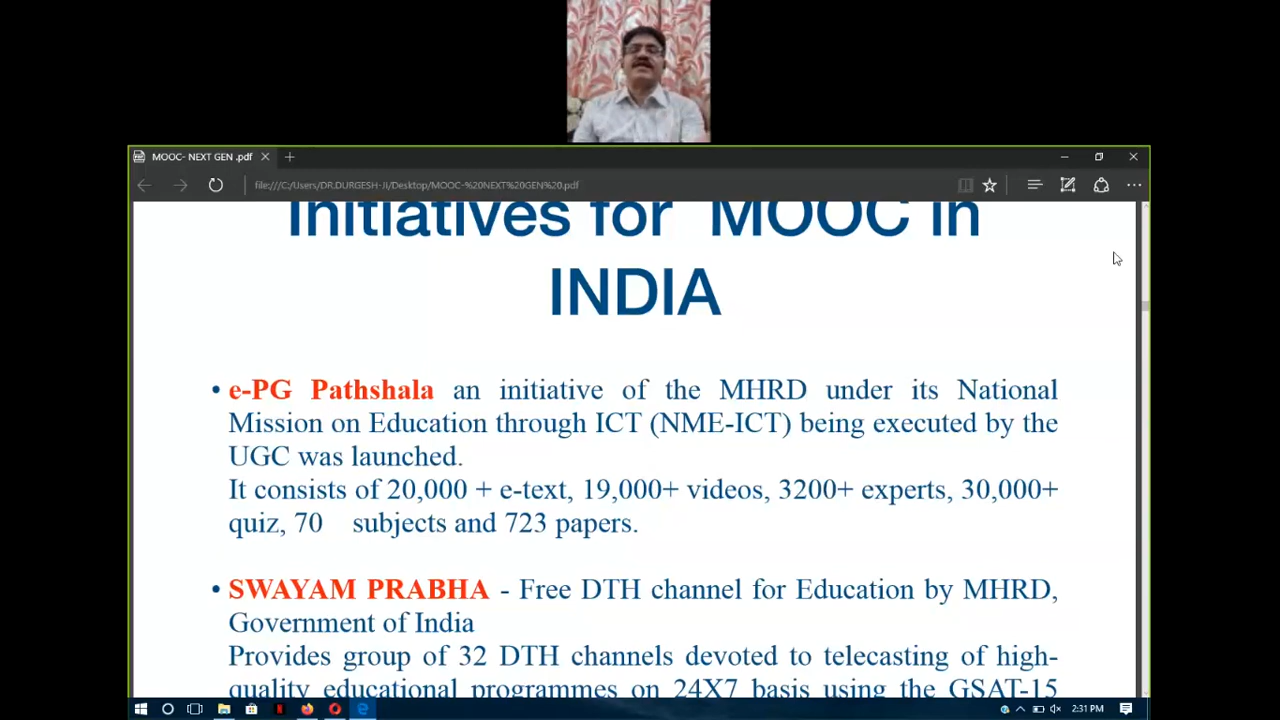 MOOC- NEXT GEN .pdf
file:///C:/Users/DR.DURGESH-JI/Desktop/MOOC-%20NEXT%20GEN%20.pdf
Initiatives for MOOC in
INDIA
• e-PG Pathshala an initiative of the MHRD under its National
Mission on Education through ICT (NME-ICT) being executed by the
UGC was launched.
It consists of 20,000 + e-text, 19,000+ videos, 3200+ experts, 30,000+
quiz, 70 subjects and 723 papers.
• SWAYAM PRABHA - Free DTH channel for Education by MHRD,
Government of India
Provides group of 32 DTH channels devoted to telecasting of high-
quality educational programmes on 24X7 basis using the GSAT-15
2:31 PM